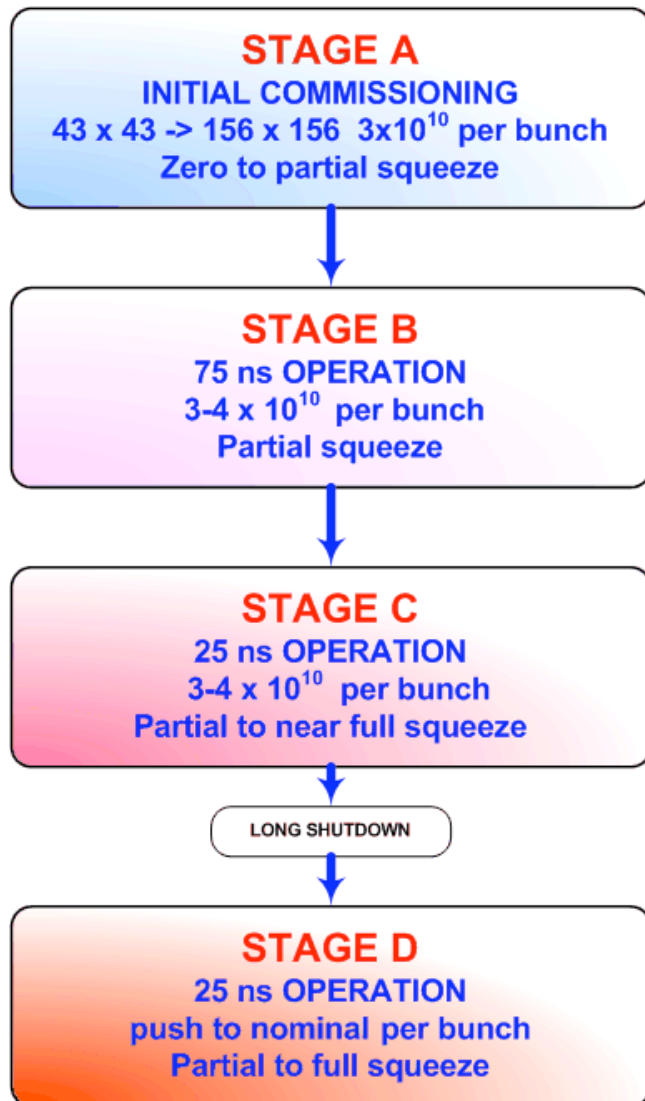 STAGE A
INITIAL COMMISSIONING
43 x 43 -> 156 x 156 3x10¹⁰ per bunch
Zero to partial squeeze
STAGE B
75 ns OPERATION
3-4 x 10¹⁰ per bunch
Partial squeeze
STAGE C
25 ns OPERATION
3-4 x 10¹⁰ per bunch
Partial to near full squeeze
LONG SHUTDOWN
STAGE D
25 ns OPERATION
push to nominal per bunch
Partial to full squeeze